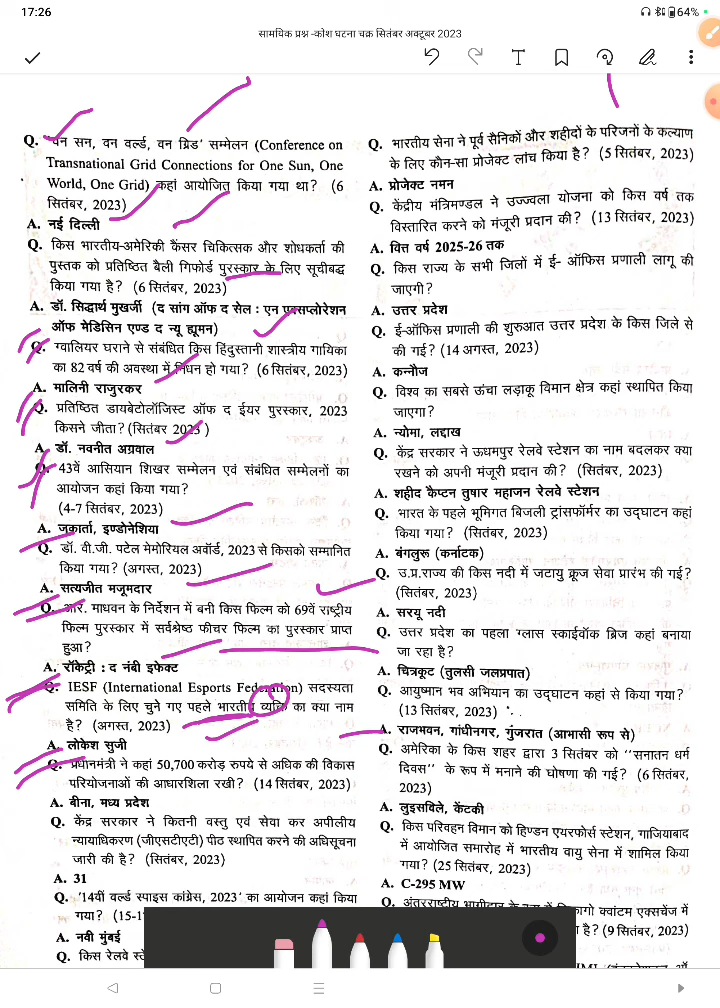 17:26
64%
सामयिक प्रश्न -कोश घटना चक्र सितंबर अक्टूबर 2023
Q. 'वन सन, वन वर्ल्ड, वन ग्रिड' सम्मेलन (Conference on
Transnational Grid Connections for One Sun, One
World, One Grid) कहां आयोजित किया गया था? (6
सितंबर, 2023)
A. नई दिल्ली
Q. किस भारतीय-अमेरिकी कैंसर चिकित्सक और शोधकर्ता की
पुस्तक को प्रतिष्ठित बैली गिफोर्ड पुरस्कार के लिए सूचीबद्ध
किया गया है? (6 सितंबर, 2023)
A. डॉ. सिद्धार्थ मुखर्जी (द सांग ऑफ द सेल : एन एक्सप्लोरेशन
ऑफ मेडिसिन एण्ड द न्यू ह्यूमन)
Q. ग्वालियर घराने से संबंधित किस हिंदुस्तानी शास्त्रीय गायिका
का 82 वर्ष की अवस्था में निधन हो गया? (6 सितंबर, 2023)
A. मालिनी राजुरकर
Q. प्रतिष्ठित डायबेटोलॉजिस्ट ऑफ द ईयर पुरस्कार, 2023
किसने जीता? (सितंबर 2023 )
A. डॉ. नवनीत अग्रवाल
Q. 43वें आसियान शिखर सम्मेलन एवं संबंधित सम्मेलनों का
आयोजन कहां किया गया?
(4-7 सितंबर, 2023)
A. जकार्ता, इण्डोनेशिया
Q. डॉ. वी.जी. पटेल मेमोरियल अवॉर्ड, 2023 से किसको सम्मानित
किया गया? (अगस्त, 2023)
A. सत्यजीत मजूमदार
Q. आर. माधवन के निर्देशन में बनी किस फिल्म को 69वें राष्ट्रीय
फिल्म पुरस्कार में सर्वश्रेष्ठ फीचर फिल्म का पुरस्कार प्राप्त
हुआ?
A. रॉकेट्री : द नंबी इफेक्ट
Q. IESF (International Esports Federation) सदस्यता
समिति के लिए चुने गए पहले भारतीय व्यक्ति का क्या नाम
है? (अगस्त, 2023)
A. लोकेश सुजी
Q. प्रधानमंत्री ने कहां 50,700 करोड़ रुपये से अधिक की विकास
परियोजनाओं की आधारशिला रखी? (14 सितंबर, 2023)
A. बीना, मध्य प्रदेश
Q. केंद्र सरकार ने कितनी वस्तु एवं सेवा कर अपीलीय
न्यायाधिकरण (जीएसटीएटी) पीठ स्थापित करने की अधिसूचना
जारी की है? (सितंबर, 2023)
A. 31
Q. '14वीं वर्ल्ड स्पाइस कांग्रेस, 2023' का आयोजन कहां किया
गया? (15-1
A. नवी मुंबई
Q. किस रेलवे
Q. भारतीय सेना ने पूर्व सैनिकों और शहीदों के परिजनों के कल्याण
के लिए कौन-सा प्रोजेक्ट लांच किया है? (5 सितंबर, 2023)
A. प्रोजेक्ट नमन
Q. केंद्रीय मंत्रिमण्डल ने उज्ज्वला योजना को किस वर्ष तक
विस्तारित करने को मंजूरी प्रदान की? (13 सितंबर, 2023)
A. वित्त वर्ष 2025-26 तक
Q. किस राज्य के सभी जिलों में ई- ऑफिस प्रणाली लागू की
जाएगी?
A. उत्तर प्रदेश
Q. ई-ऑफिस प्रणाली की शुरुआत उत्तर प्रदेश के किस जिले से
की गई? (14 अगस्त, 2023)
A. कन्नौज
Q. विश्व का सबसे ऊंचा लड़ाकू विमान क्षेत्र कहां स्थापित किया
जाएगा?
A. न्योमा, लद्दाख
Q. केंद्र सरकार ने ऊधमपुर रेलवे स्टेशन का नाम बदलकर क्या
रखने को अपनी मंजूरी प्रदान की? (सितंबर, 2023)
A. शहीद कैप्टन तुषार महाजन रेलवे स्टेशन
Q. भारत के पहले भूमिगत बिजली ट्रांसफॉर्मर का उद्घाटन कहां
किया गया? (सितंबर, 2023)
A. बंगलुरू (कर्नाटक)
Q. उ.प्र.राज्य की किस नदी में जटायु क्रूज सेवा प्रारंभ की गई?
(सितंबर, 2023)
A. सरयू नदी
Q. उत्तर प्रदेश का पहला ग्लास स्काईवॉक ब्रिज कहां बनाया
जा रहा है?
A. चित्रकूट (तुलसी जलप्रपात)
Q. आयुष्मान भव अभियान का उद्घाटन कहां से किया गया?
(13 सितंबर, 2023)
A. राजभवन, गांधीनगर, गुंजरात (आभासी रूप से)
Q. अमेरिका के किस शहर द्वारा 3 सितंबर को "सनातन धर्म
दिवस" के रूप में मनाने की घोषणा की गई? (6 सितंबर,
2023)
A. लुइसविले, केंटकी
Q. किस परिवहन विमान को हिण्डन एयरफोर्स स्टेशन, गाजियाबाद
में आयोजित समारोह में भारतीय वायु सेना में शामिल किया
गया? (25 सितंबर, 2023)
A. C-295 MW
Q. अंतरराष्ट्रीय
क्वांटम एक्सचेंज में
है? (9 सितंबर, 2023)